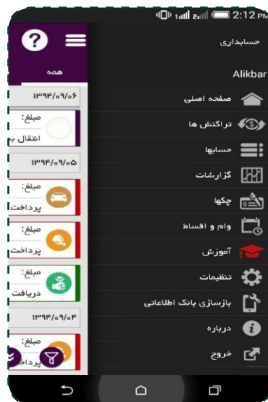 2:12 PM
حسابداری
Alikbar
صفحه اصلی
تراکنش ها
حسابها
گزارشات
چکها
وام و اقساط
آموزش
تنظیمات
بازسازی بانک اطلاعاتی
درباره
خروج
?
همه
۱۳۹۴/۰۹/۰۶
مبلغ:
انتقال
۱۳۹۴/۰۹/۰۵
مبلغ:
پرداخت
مبلغ:
پرداخت
مبلغ:
دریافت
۱۳۹۴/۰۹/۰۴
مبلغ: